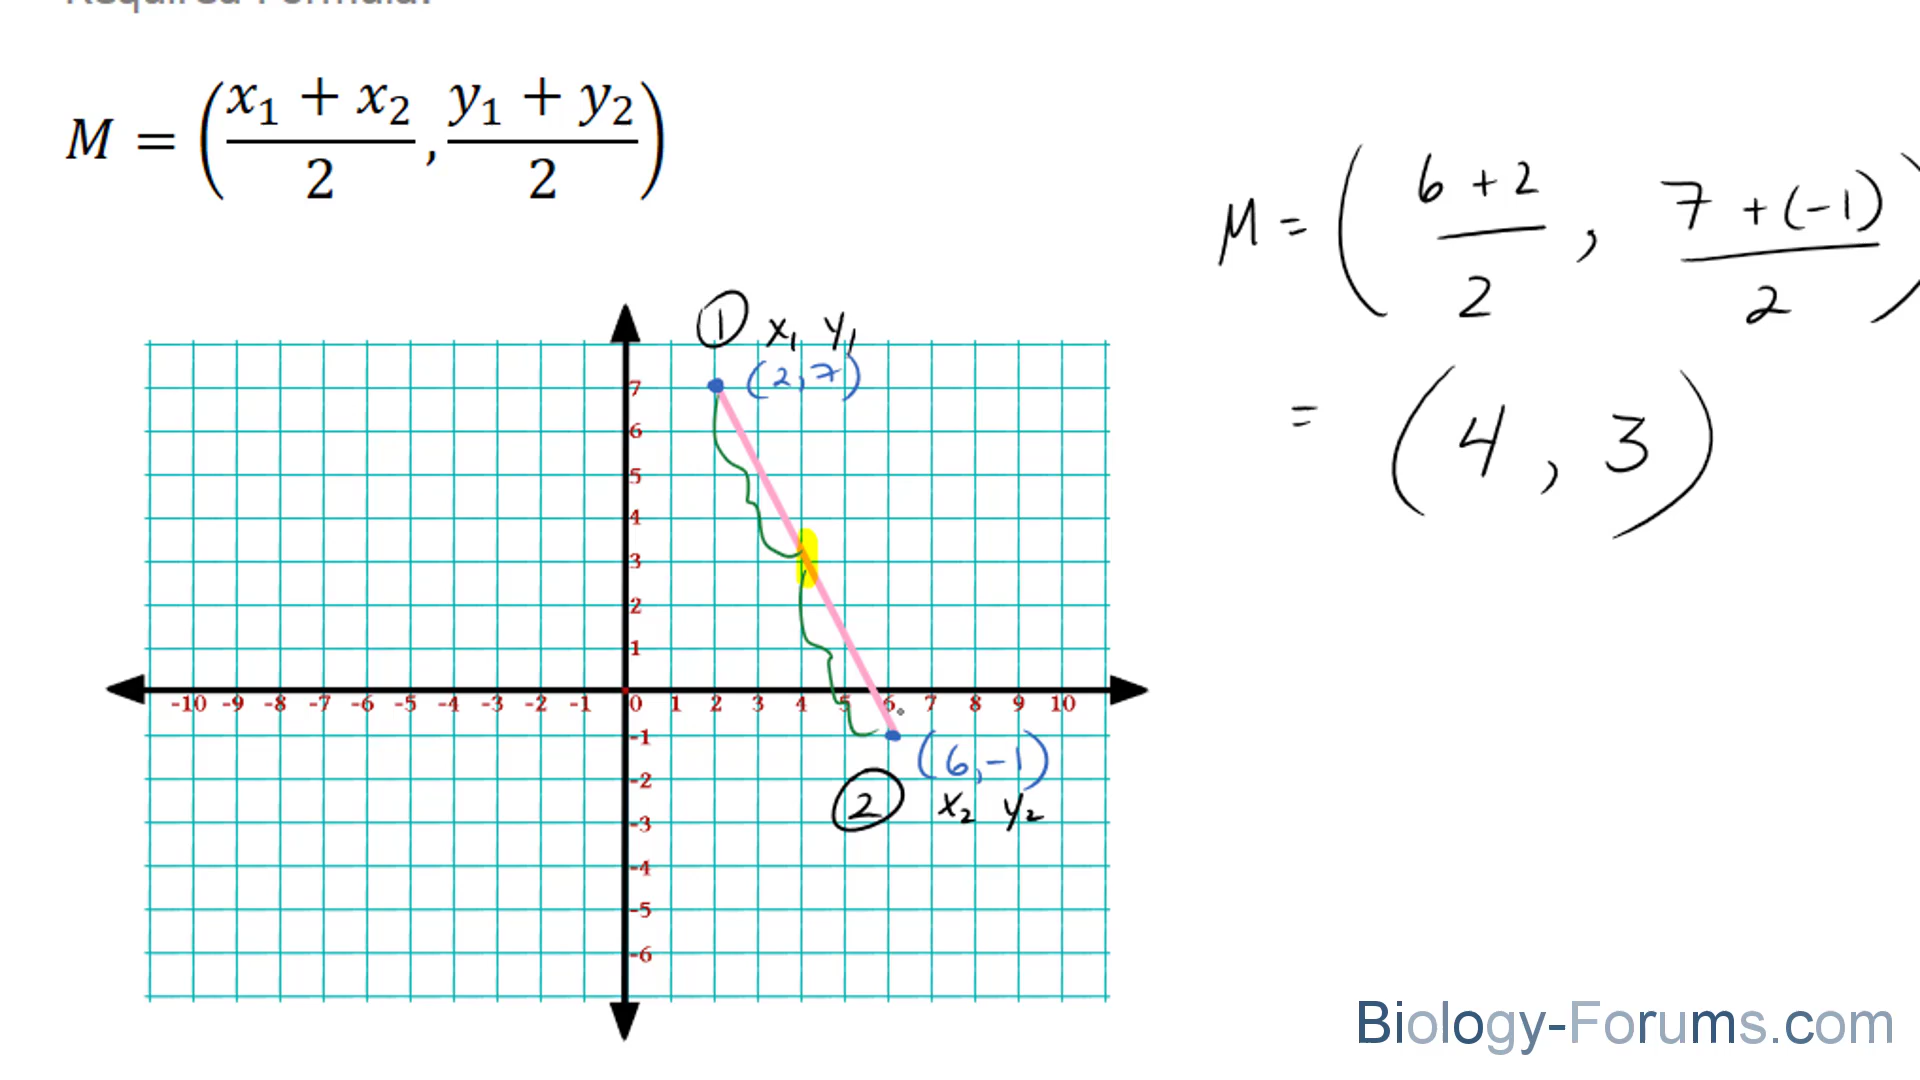 Required Formula:
M = (x₁ + x₂ / 2 , y₁ + y₂ / 2)
M = (6 + 2 / 2 , 7 + (-1) / 2)
= (4 , 3)
① x₁ y₁
(2,7)
7
6
5
4
3
2
1
-10 -9 -8 -7 -6 -5 -4 -3 -2 -1 0 1 2 3 4 5 6 7 8 9 10
-1
(6,-1)
-2
② x₂ y₂
-3
-4
-5
-6
Biology-Forums.com